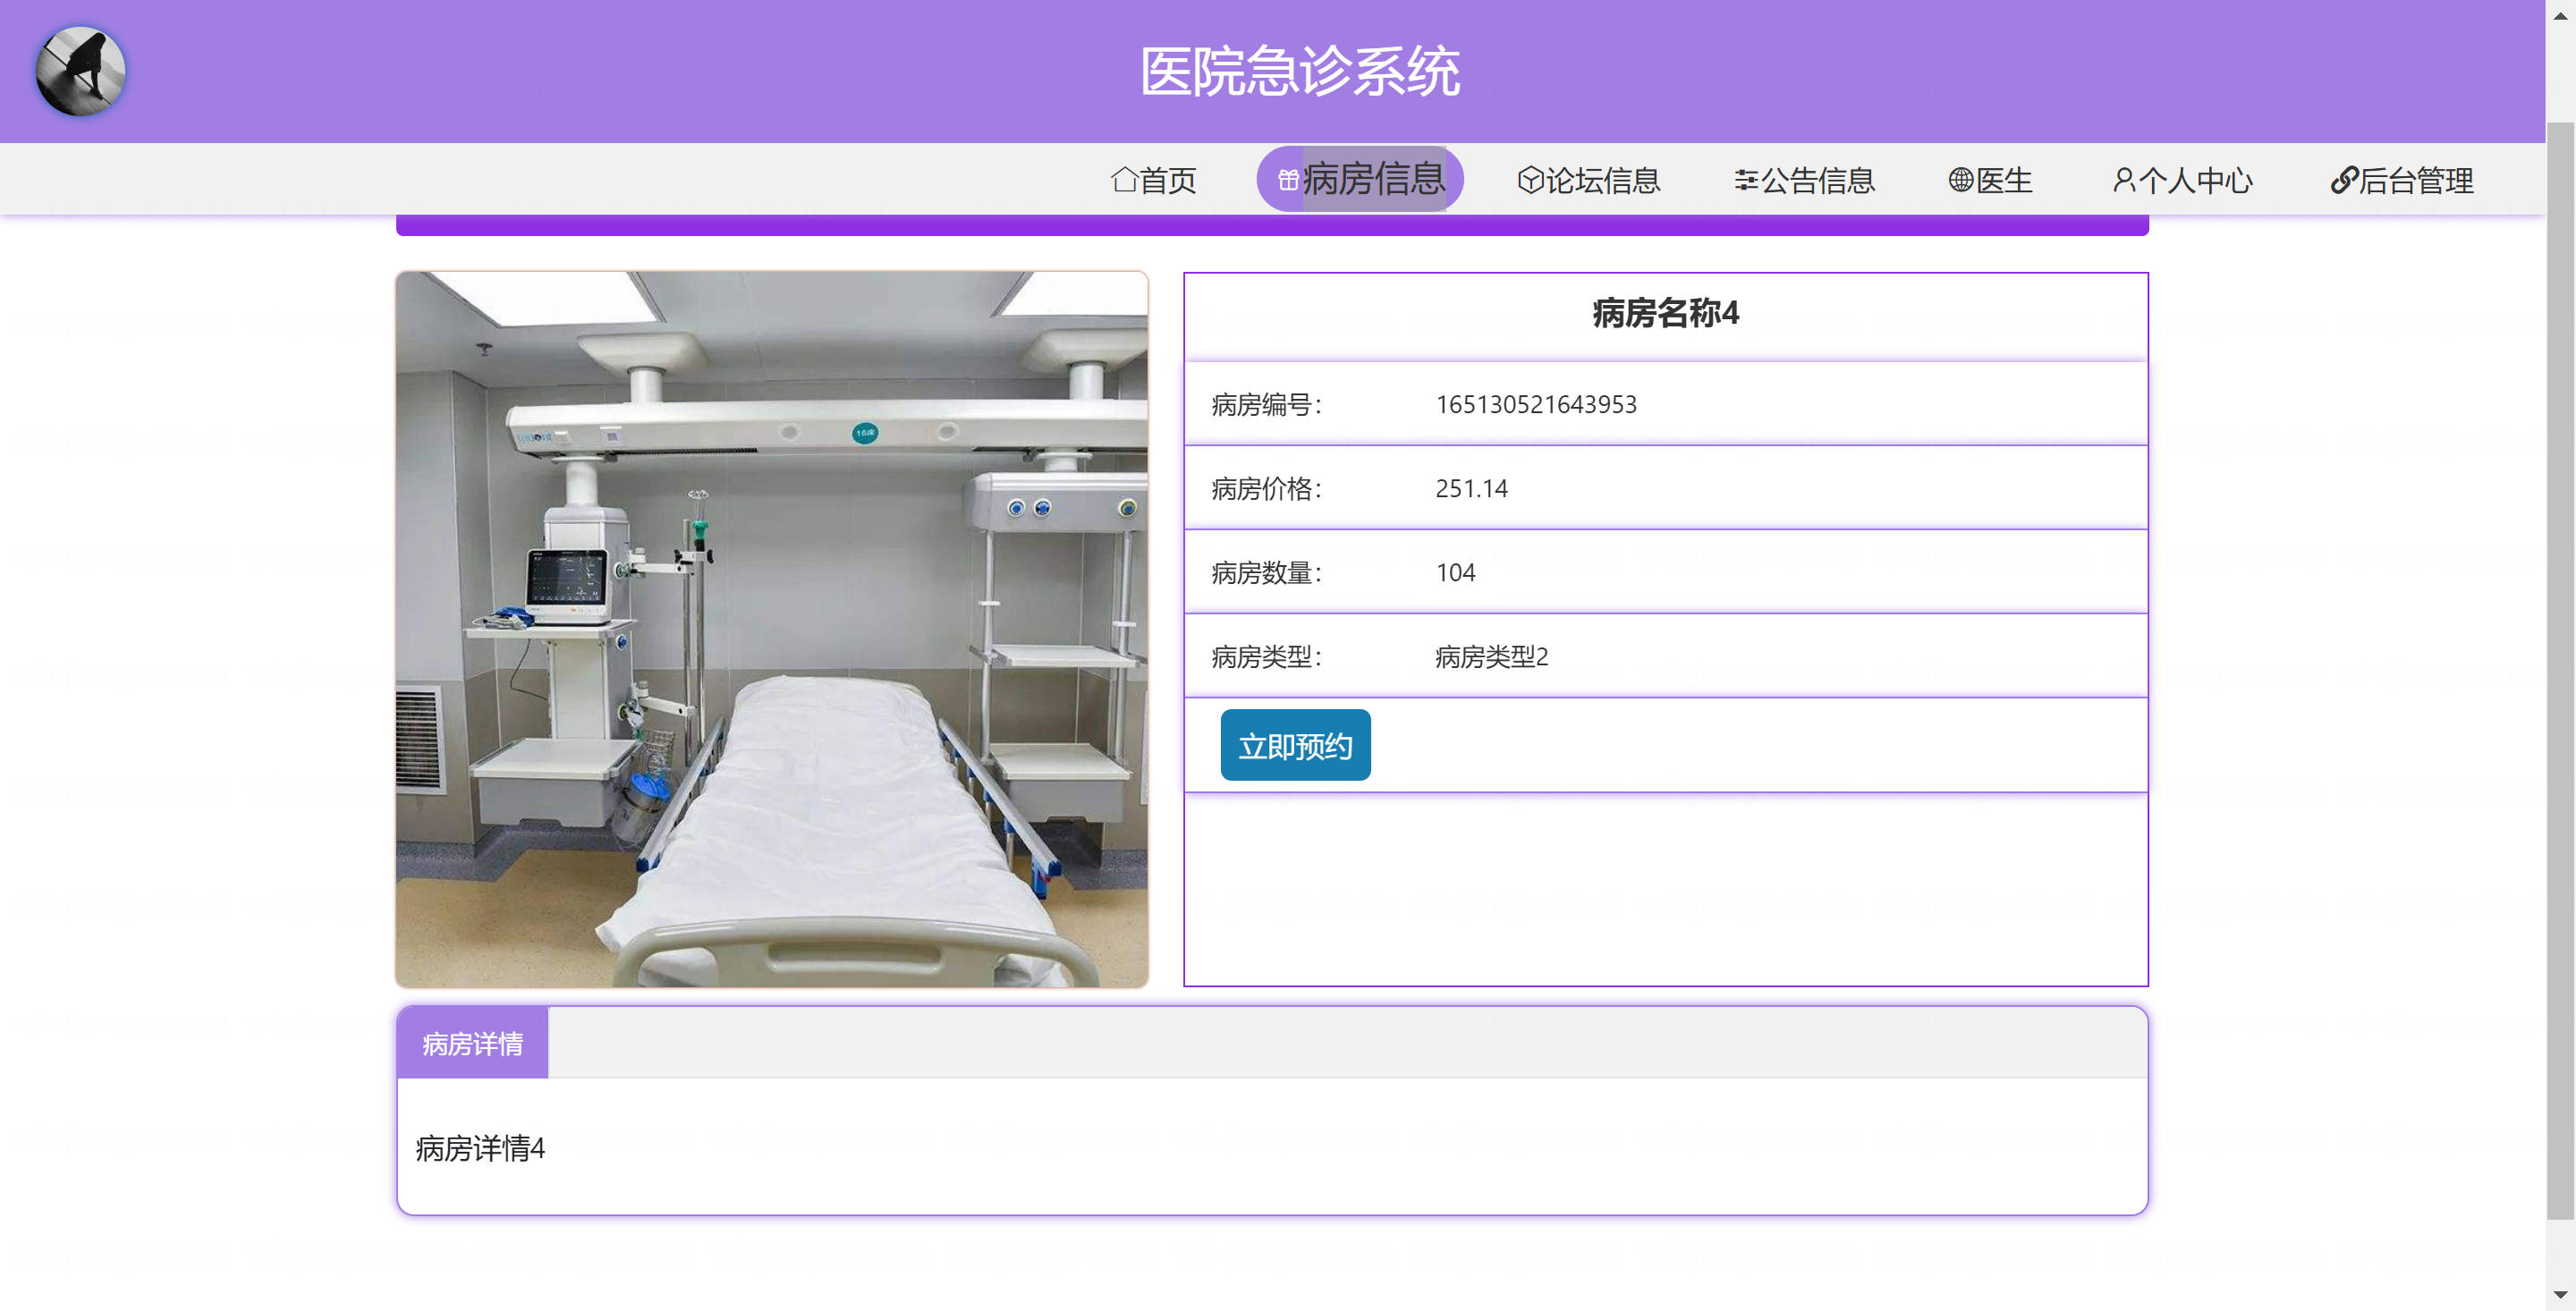 医院急诊系统
首页
病房信息
论坛信息
公告信息
医生
个人中心
后台管理
病房名称4
病房编号：
165130521643953
病房价格：
251.14
病房数量：
104
病房类型：
病房类型2
立即预约
16床
病房详情
病房详情4